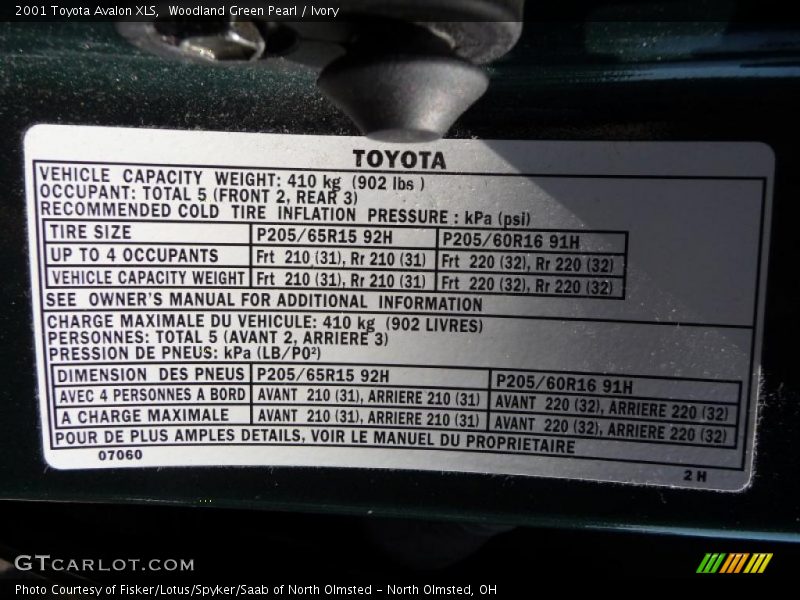 2001 Toyota Avalon XLS, Woodland Green Pearl / Ivory
TOYOTA
VEHICLE CAPACITY WEIGHT: 410 kg (902 lbs )
OCCUPANT: TOTAL 5 (FRONT 2, REAR 3)
RECOMMENDED COLD TIRE INFLATION PRESSURE : kPa (psi)
TIRE SIZE P205/65R15 92H P205/60R16 91H
UP TO 4 OCCUPANTS Frt 210 (31), Rr 210 (31) Frt 220 (32), Rr 220 (32)
VEHICLE CAPACITY WEIGHT Frt 210 (31), Rr 210 (31) Frt 220 (32), Rr 220 (32)
SEE OWNER'S MANUAL FOR ADDITIONAL INFORMATION
CHARGE MAXIMALE DU VEHICULE: 410 kg (902 LIVRES)
PERSONNES: TOTAL 5 (AVANT 2, ARRIERE 3)
PRESSION DE PNEUS: kPa (LB/PO²)
DIMENSION DES PNEUS P205/65R15 92H P205/60R16 91H
AVEC 4 PERSONNES A BORD AVANT 210 (31), ARRIERE 210 (31) AVANT 220 (32), ARRIERE 220 (32)
A CHARGE MAXIMALE AVANT 210 (31), ARRIERE 210 (31) AVANT 220 (32), ARRIERE 220 (32)
POUR DE PLUS AMPLES DETAILS, VOIR LE MANUEL DU PROPRIETAIRE
07060 2 H
GTCARLOT.COM
Photo Courtesy of Fisker/Lotus/Spyker/Saab of North Olmsted - North Olmsted, OH